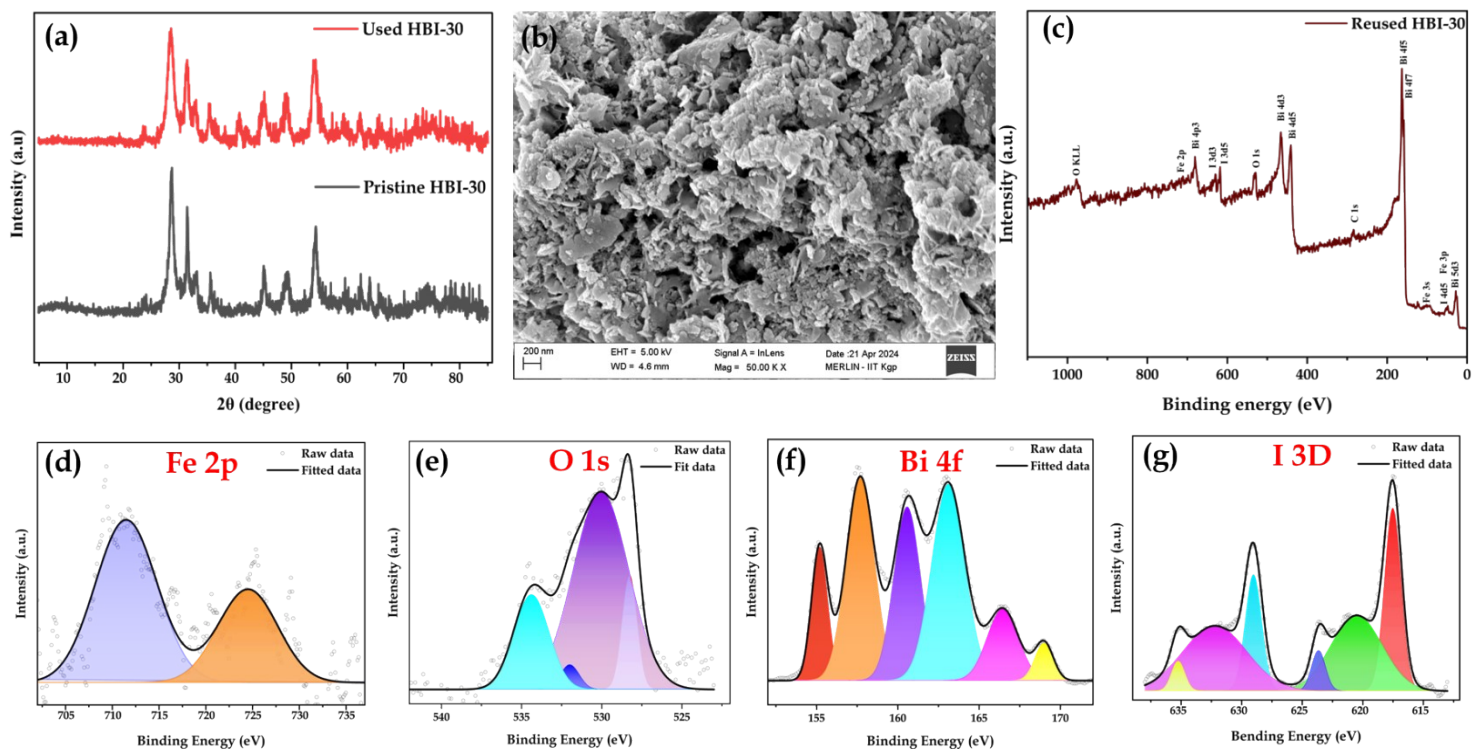 (a)
Used HBI-30
Pristine HBI-30
Intensity (a.u)
10 20 30 40 50 60 70 80
2θ (degree)
(b)
200 nm
EHT = 5.00 kV
WD = 4.6 mm
Signal A = InLens
Mag = 50.00 K X
Date :21 Apr 2024
MERLIN - IIT Kgp
ZEISS
(c)
Reused HBI-30
O KLL
Fe 2p
Bi 4p3
I 3d3
I 3d5
O 1s
Bi 4d3
Bi 4d5
C 1s
Bi 4f5
Bi 4f7
Fe 3s
I 4d5
Fe 3p
Bi 5d3
Intensity (a.u.)
1000 800 600 400 200 0
Binding energy (eV)
(d)
Fe 2p
Raw data
Fitted data
Intensity (a.u.)
705 710 715 720 725 730 735
Binding Energy (eV)
(e)
O 1s
Raw data
Fit data
Intensity (a.u.)
540 535 530 525
Binding Energy (eV)
(f)
Bi 4f
Raw data
Fitted data
Intensity (a.u.)
155 160 165 170
Binding Energy (eV)
(g)
I 3D
Raw data
Fitted data
Intensity (a.u.)
635 630 625 620 615
Bending Energy (eV)